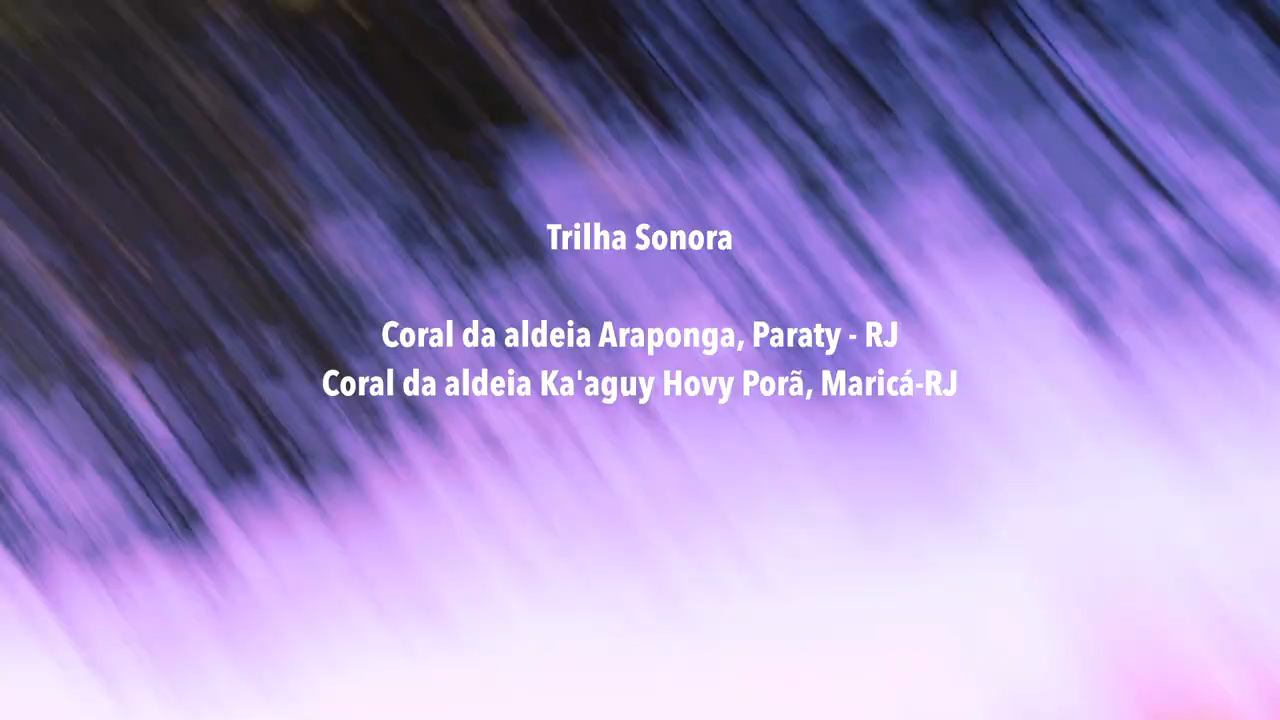 Trilha Sonora
Coral da aldeia Araponga, Paraty - RJ
Coral da aldeia Ka'aguy Hovy Porã, Maricá-RJ